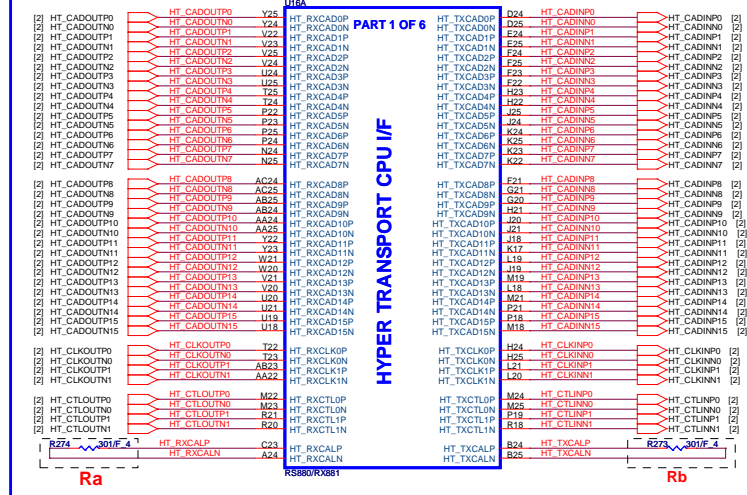 U16A
PART 1 OF 6
HYPER TRANSPORT CPU I/F
[2] HT_CADOUTP0 HT_CADOUTP0 Y25 HT_RXCAD0P HT_TXCAD0P D24 HT_CADINP0 HT_CADINP0 [2]
[2] HT_CADOUTN0 HT_CADOUTN0 Y24 HT_RXCAD0N HT_TXCAD0N D25 HT_CADINN0 HT_CADINN0 [2]
[2] HT_CADOUTP1 HT_CADOUTP1 V22 HT_RXCAD1P HT_TXCAD1P E24 HT_CADINP1 HT_CADINP1 [2]
[2] HT_CADOUTN1 HT_CADOUTN1 V23 HT_RXCAD1N HT_TXCAD1N E25 HT_CADINN1 HT_CADINN1 [2]
[2] HT_CADOUTP2 HT_CADOUTP2 V25 HT_RXCAD2P HT_TXCAD2P F24 HT_CADINP2 HT_CADINP2 [2]
[2] HT_CADOUTN2 HT_CADOUTN2 V24 HT_RXCAD2N HT_TXCAD2N F25 HT_CADINN2 HT_CADINN2 [2]
[2] HT_CADOUTP3 HT_CADOUTP3 U24 HT_RXCAD3P HT_TXCAD3P F23 HT_CADINP3 HT_CADINP3 [2]
[2] HT_CADOUTN3 HT_CADOUTN3 U25 HT_RXCAD3N HT_TXCAD3N F22 HT_CADINN3 HT_CADINN3 [2]
[2] HT_CADOUTP4 HT_CADOUTP4 T25 HT_RXCAD4P HT_TXCAD4P H23 HT_CADINP4 HT_CADINP4 [2]
[2] HT_CADOUTN4 HT_CADOUTN4 T24 HT_RXCAD4N HT_TXCAD4N H22 HT_CADINN4 HT_CADINN4 [2]
[2] HT_CADOUTP5 HT_CADOUTP5 P22 HT_RXCAD5P HT_TXCAD5P J25 HT_CADINP5 HT_CADINP5 [2]
[2] HT_CADOUTN5 HT_CADOUTN5 P23 HT_RXCAD5N HT_TXCAD5N J24 HT_CADINN5 HT_CADINN5 [2]
[2] HT_CADOUTP6 HT_CADOUTP6 P25 HT_RXCAD6P HT_TXCAD6P K24 HT_CADINP6 HT_CADINP6 [2]
[2] HT_CADOUTN6 HT_CADOUTN6 P24 HT_RXCAD6N HT_TXCAD6N K25 HT_CADINN6 HT_CADINN6 [2]
[2] HT_CADOUTP7 HT_CADOUTP7 N24 HT_RXCAD7P HT_TXCAD7P K23 HT_CADINP7 HT_CADINP7 [2]
[2] HT_CADOUTN7 HT_CADOUTN7 N25 HT_RXCAD7N HT_TXCAD7N K22 HT_CADINN7 HT_CADINN7 [2]
[2] HT_CADOUTP8 HT_CADOUTP8 AC24 HT_RXCAD8P HT_TXCAD8P F21 HT_CADINP8 HT_CADINP8 [2]
[2] HT_CADOUTN8 HT_CADOUTN8 AC25 HT_RXCAD8N HT_TXCAD8N G21 HT_CADINN8 HT_CADINN8 [2]
[2] HT_CADOUTP9 HT_CADOUTP9 AB25 HT_RXCAD9P HT_TXCAD9P G20 HT_CADINP9 HT_CADINP9 [2]
[2] HT_CADOUTN9 HT_CADOUTN9 AB24 HT_RXCAD9N HT_TXCAD9N H21 HT_CADINN9 HT_CADINN9 [2]
[2] HT_CADOUTP10 HT_CADOUTP10 AA24 HT_RXCAD10P HT_TXCAD10P J20 HT_CADINP10 HT_CADINP10 [2]
[2] HT_CADOUTN10 HT_CADOUTN10 AA25 HT_RXCAD10N HT_TXCAD10N J21 HT_CADINN10 HT_CADINN10 [2]
[2] HT_CADOUTP11 HT_CADOUTP11 Y22 HT_RXCAD11P HT_TXCAD11P J18 HT_CADINP11 HT_CADINP11 [2]
[2] HT_CADOUTN11 HT_CADOUTN11 Y23 HT_RXCAD11N HT_TXCAD11N K17 HT_CADINN11 HT_CADINN11 [2]
[2] HT_CADOUTP12 HT_CADOUTP12 W21 HT_RXCAD12P HT_TXCAD12P L19 HT_CADINP12 HT_CADINP12 [2]
[2] HT_CADOUTN12 HT_CADOUTN12 W20 HT_RXCAD12N HT_TXCAD12N J19 HT_CADINN12 HT_CADINN12 [2]
[2] HT_CADOUTP13 HT_CADOUTP13 V21 HT_RXCAD13P HT_TXCAD13P M19 HT_CADINP13 HT_CADINP13 [2]
[2] HT_CADOUTN13 HT_CADOUTN13 V20 HT_RXCAD13N HT_TXCAD13N L18 HT_CADINN13 HT_CADINN13 [2]
[2] HT_CADOUTP14 HT_CADOUTP14 U20 HT_RXCAD14P HT_TXCAD14P M21 HT_CADINP14 HT_CADINP14 [2]
[2] HT_CADOUTN14 HT_CADOUTN14 U21 HT_RXCAD14N HT_TXCAD14N P21 HT_CADINN14 HT_CADINN14 [2]
[2] HT_CADOUTP15 HT_CADOUTP15 U19 HT_RXCAD15P HT_TXCAD15P P18 HT_CADINP15 HT_CADINP15 [2]
[2] HT_CADOUTN15 HT_CADOUTN15 U18 HT_RXCAD15N HT_TXCAD15N M18 HT_CADINN15 HT_CADINN15 [2]
[2] HT_CLKOUTP0 HT_CLKOUTP0 T22 HT_RXCLK0P HT_TXCLK0P H24 HT_CLKINP0 HT_CLKINP0 [2]
[2] HT_CLKOUTN0 HT_CLKOUTN0 T23 HT_RXCLK0N HT_TXCLK0N H25 HT_CLKINN0 HT_CLKINN0 [2]
[2] HT_CLKOUTP1 HT_CLKOUTP1 AB23 HT_RXCLK1P HT_TXCLK1P L21 HT_CLKINP1 HT_CLKINP1 [2]
[2] HT_CLKOUTN1 HT_CLKOUTN1 AA22 HT_RXCLK1N HT_TXCLK1N L20 HT_CLKINN1 HT_CLKINN1 [2]
[2] HT_CTLOUTP0 HT_CTLOUTP0 M22 HT_RXCTL0P HT_TXCTL0P M24 HT_CTLINP0 HT_CTLINP0 [2]
[2] HT_CTLOUTN0 HT_CTLOUTN0 M23 HT_RXCTL0N HT_TXCTL0N M25 HT_CTLINN0 HT_CTLINN0 [2]
[2] HT_CTLOUTP1 HT_CTLOUTP1 R21 HT_RXCTL1P HT_TXCTL1P P19 HT_CTLINP1 HT_CTLINP1 [2]
[2] HT_CTLOUTN1 HT_CTLOUTN1 R20 HT_RXCTL1N HT_TXCTL1N R18 HT_CTLINN1 HT_CTLINN1 [2]
R274 301/F_4 HT_RXCALP C23 HT_RXCALP HT_TXCALP B24 HT_TXCALP R273 301/F_4
HT_RXCALN A24 HT_RXCALN HT_TXCALN B25 HT_TXCALN
RS880/RX881
Ra
Rb